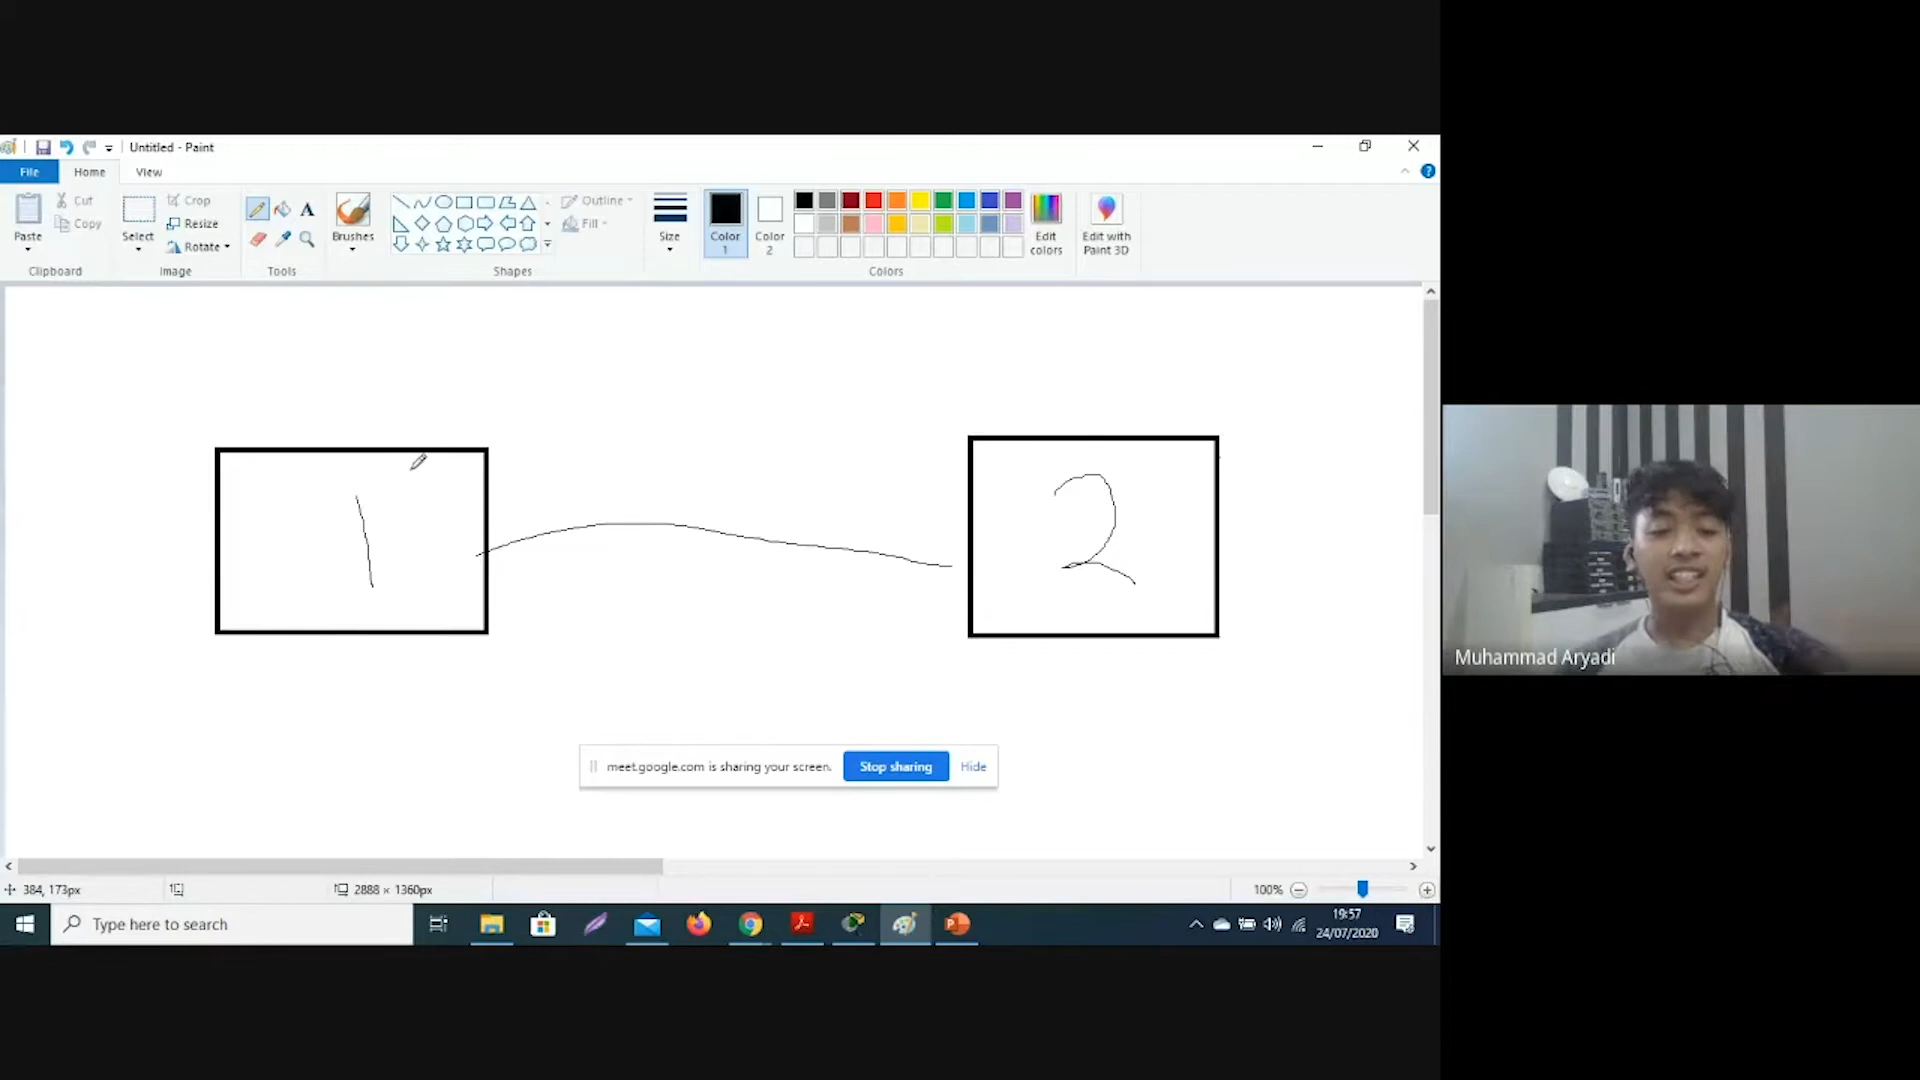 Untitled - Paint
File Home View
Paste Cut Copy Select Crop Resize Rotate Brushes Outline Fill Size Color 1 Color 2 Edit colors Edit with Paint 3D
Clipboard Image Tools Shapes Colors
1 2
meet.google.com is sharing your screen. Stop sharing Hide
Muhammad Aryadi
384, 173px 2888 × 1360px 100%
Type here to search 19:57
24/07/2020